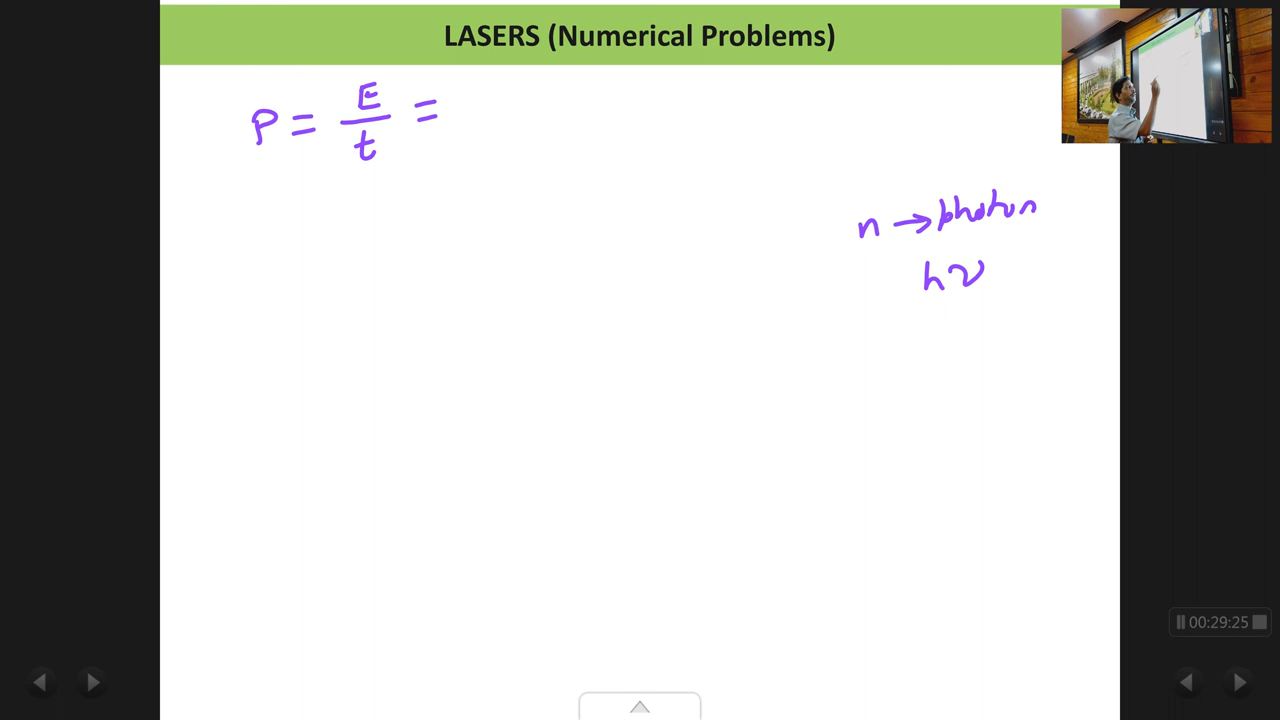 LASERS (Numerical Problems)
P = E/t =
n → photon
hν
00:29:25